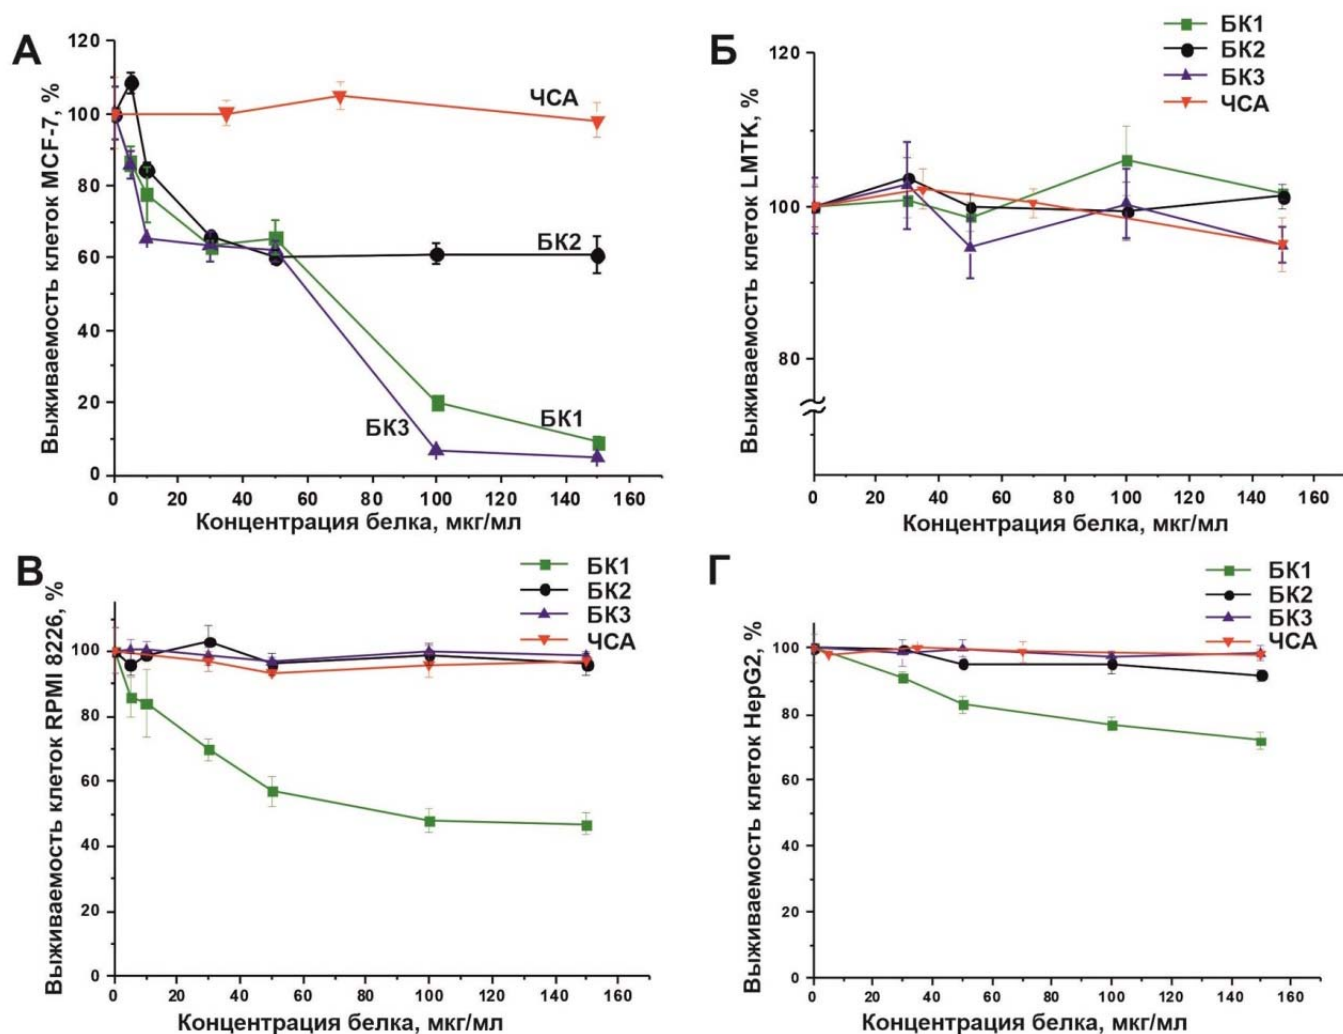 А
Выживаемость клеток MCF-7, %
120
100
80
60
40
20
0
ЧСА
БК2
БК1
БК3
0 20 40 60 80 100 120 140 160
Концентрация белка, мкг/мл
Б
БК1
БК2
БК3
ЧСА
Выживаемость клеток LMTK, %
120
100
80
0 20 40 60 80 100 120 140 160
Концентрация белка, мкг/мл
В
БК1
БК2
БК3
ЧСА
Выживаемость клеток RPMI 8226, %
100
80
60
40
20
0
0 20 40 60 80 100 120 140 160
Концентрация белка, мкг/мл
Г
БК1
БК2
БК3
ЧСА
Выживаемость клеток HepG2, %
100
80
60
40
20
0
0 20 40 60 80 100 120 140 160
Концентрация белка, мкг/мл